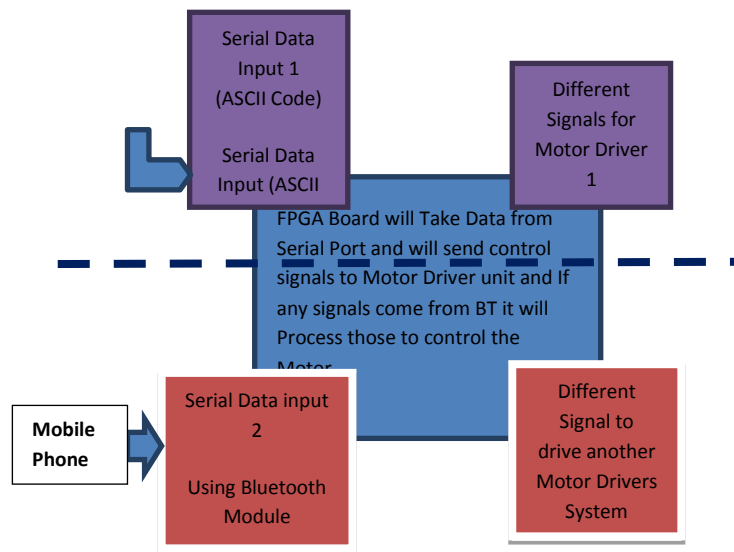 Serial Data
Input 1
(ASCII Code)
Serial Data
Input (ASCII
Different
Signals for
Motor Driver
1
FPGA Board will Take Data from
Serial Port and will send control
signals to Motor Driver unit and If
any signals come from BT it will
Process those to control the
Motor
Mobile
Phone
Serial Data input
2
Using Bluetooth
Module
Different
Signal to
drive another
Motor Drivers
System